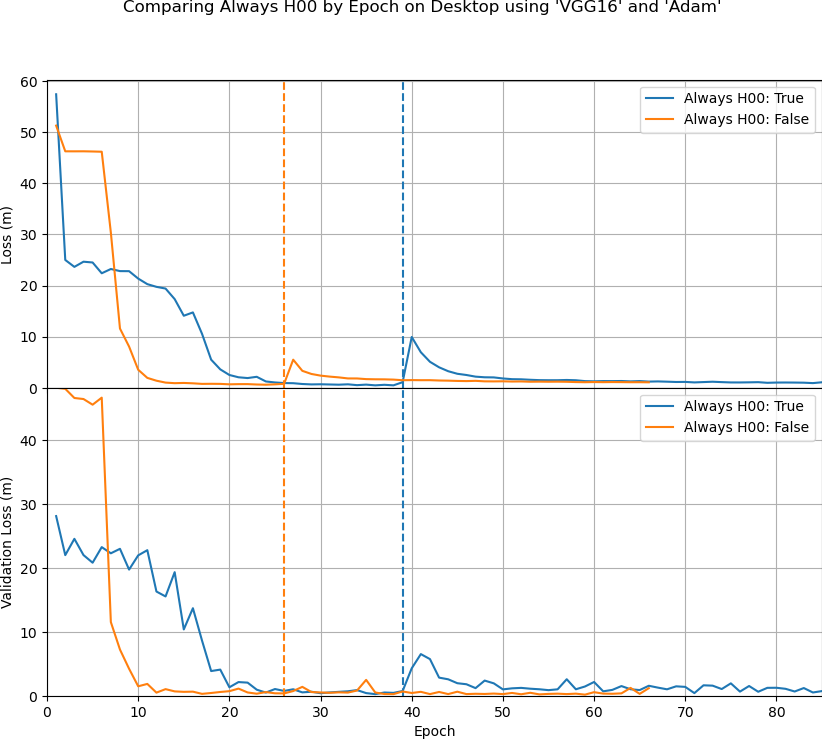 Comparing Always H00 by Epoch on Desktop using 'VGG16' and 'Adam'
60
50
40
30
20
10
0
Loss (m)
Always H00: True
Always H00: False
40
30
20
10
0
Validation Loss (m)
Always H00: True
Always H00: False
0 10 20 30 40 50 60 70 80
Epoch